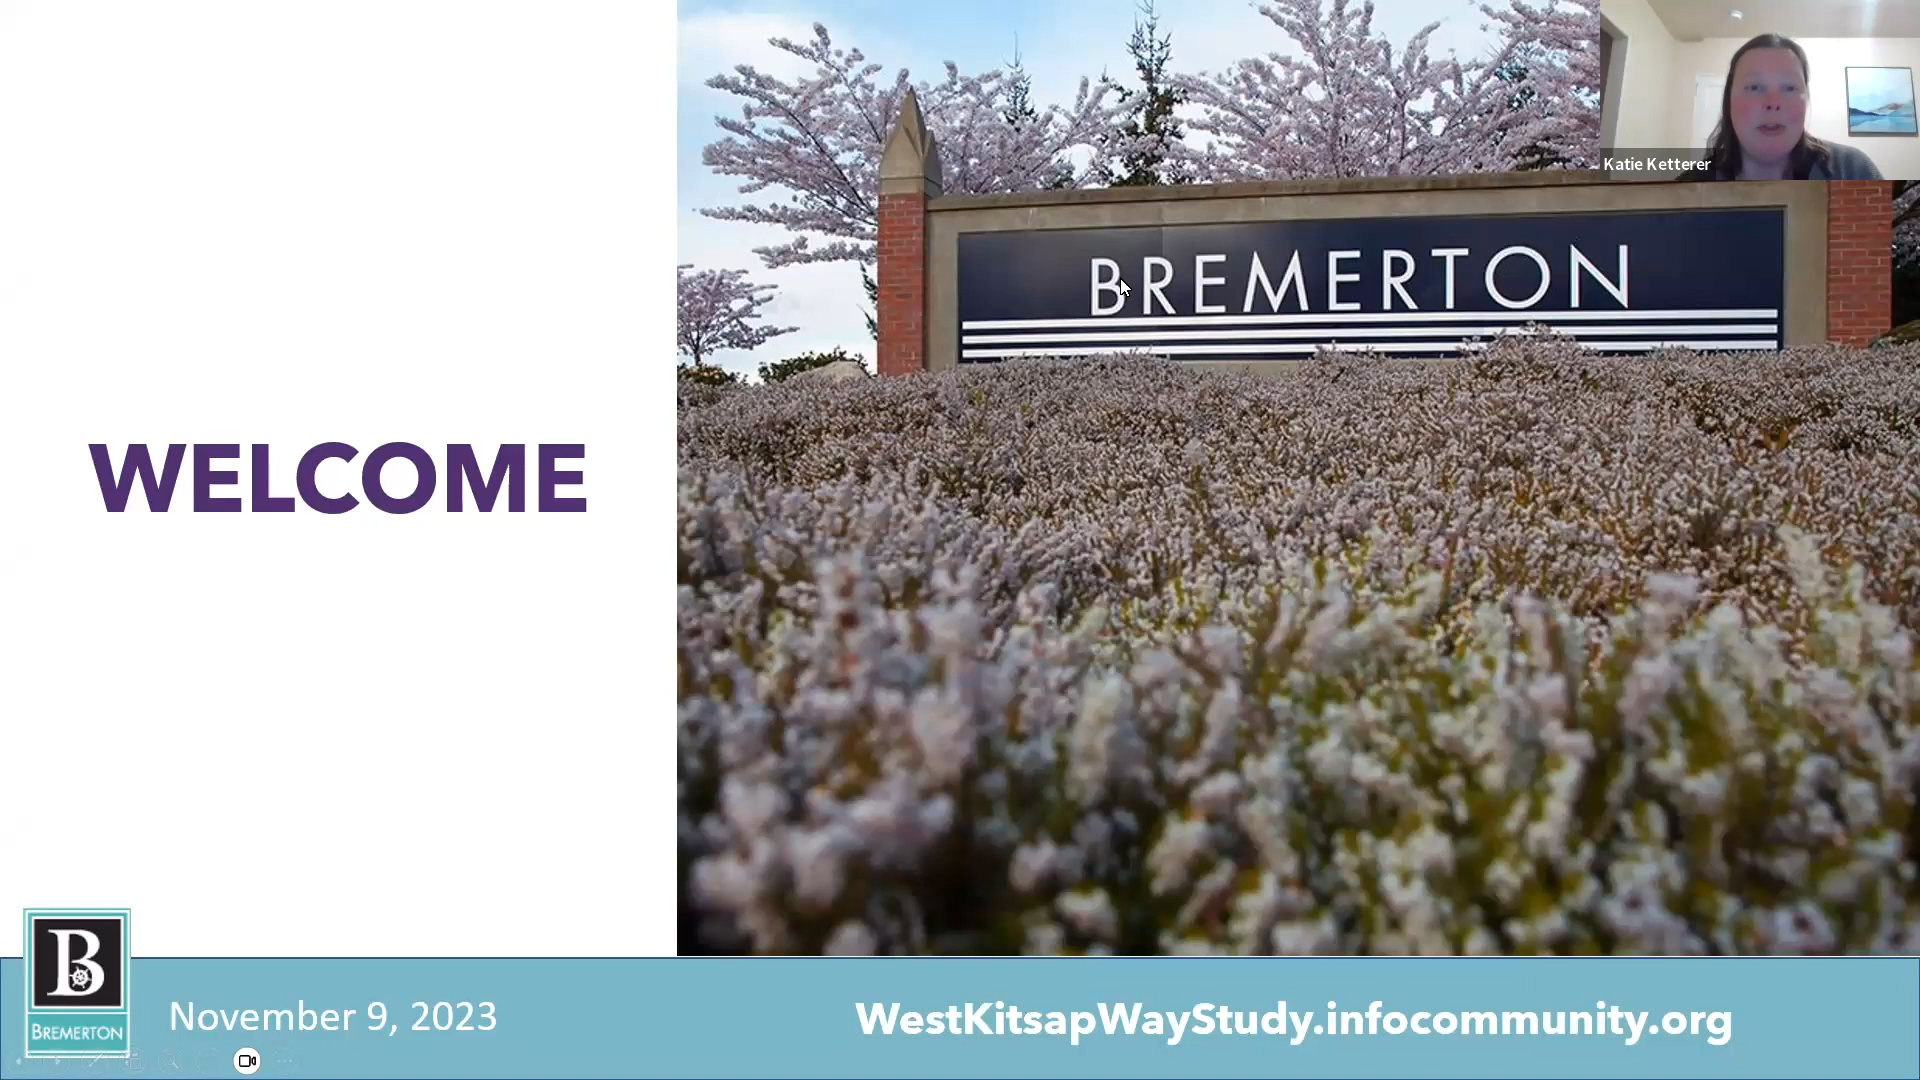 Katie Ketterer
BREMERTON
WELCOME
B
BREMERTON
November 9, 2023
WestKitsapWayStudy.infocommunity.org